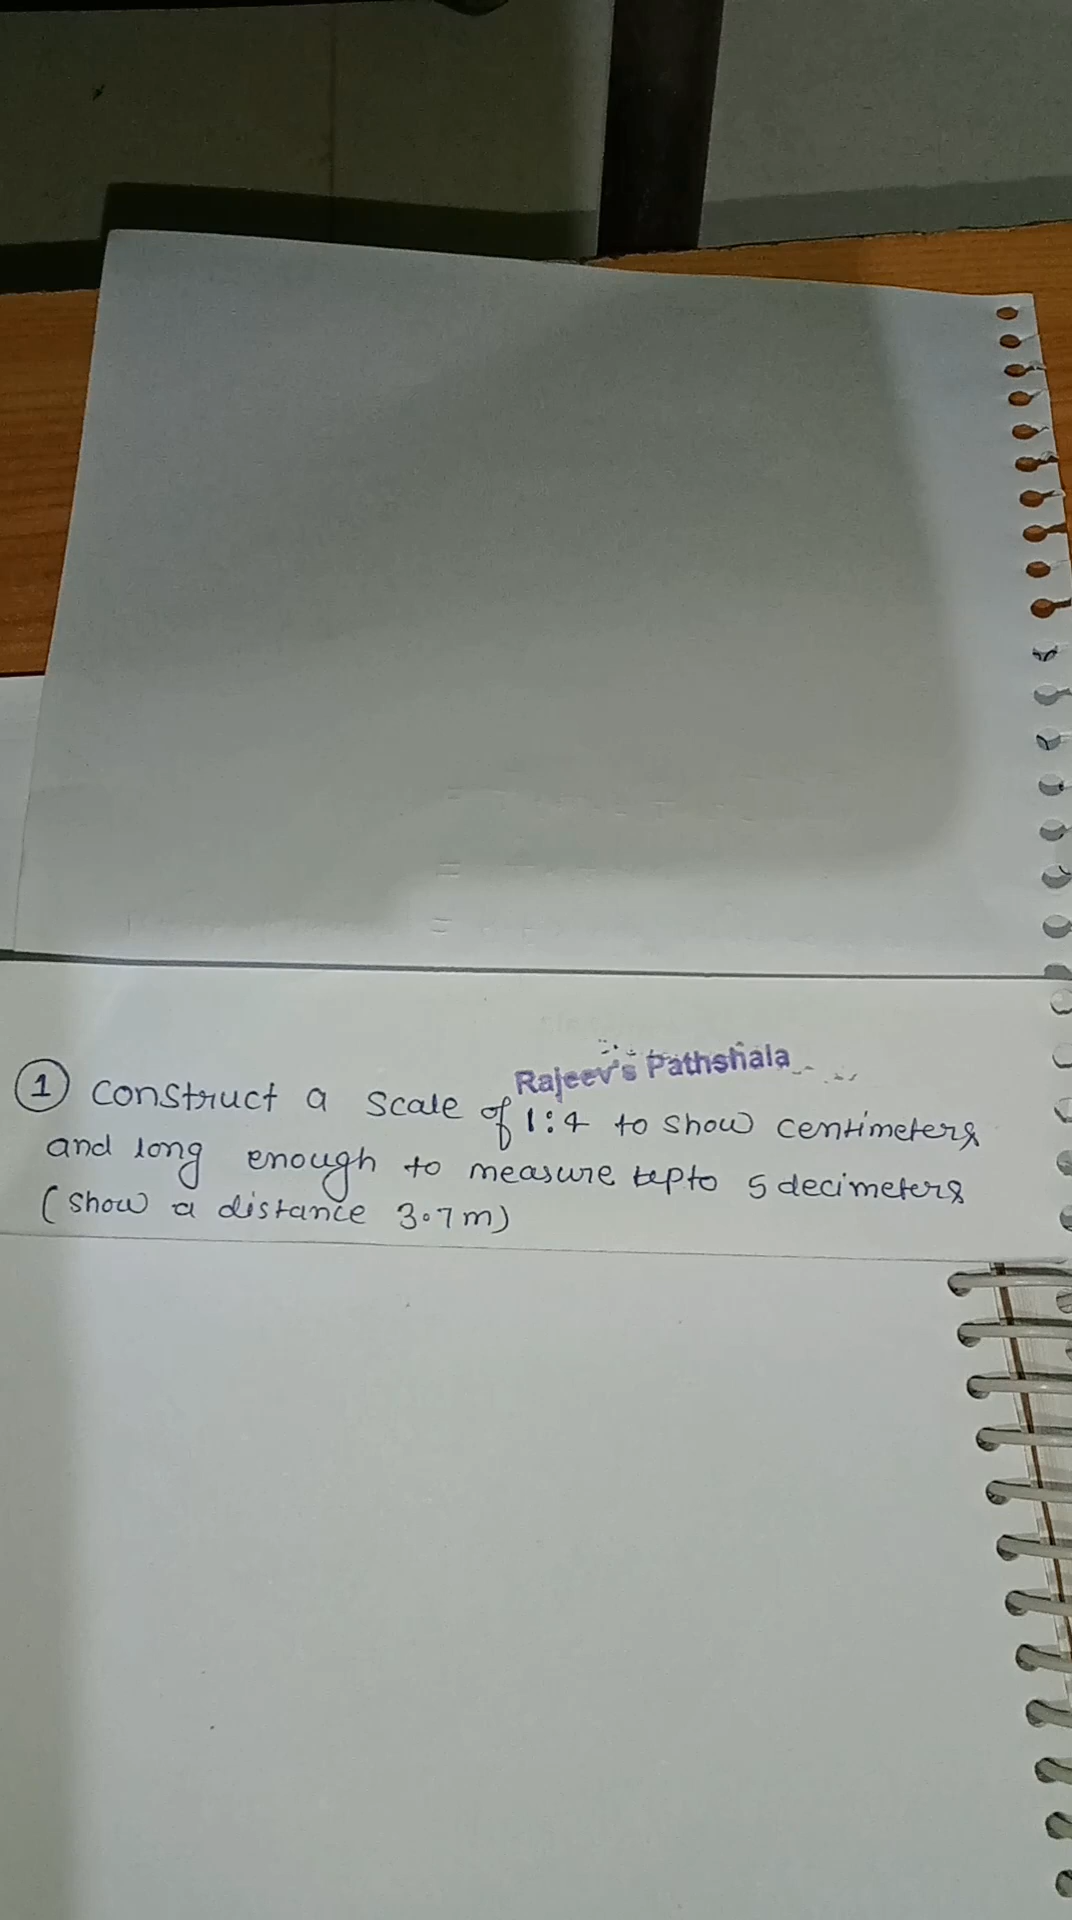 Rajeev's Pathshala
1 Construct a scale of 1:4 to show centimeters
and long enough to measure upto 5 decimeters
(show a distance 3.7m)